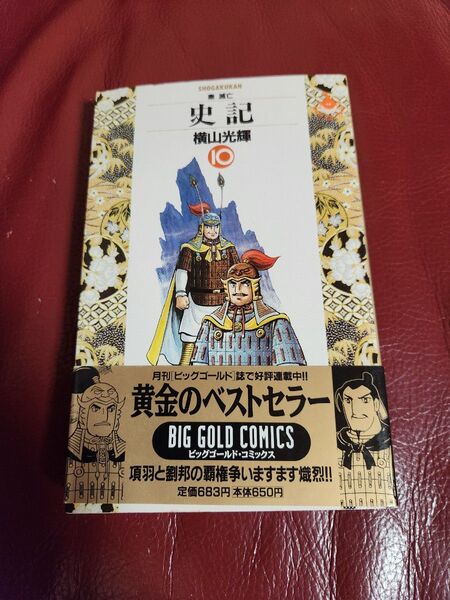 SHOGAKUKAN
秦 滅亡
史記
横山光輝
10
月刊[ビッグゴールド]誌で好評連載中!!
黄金のベストセラー
BIG GOLD COMICS
ビッグゴールド・コミックス
項羽と劉邦の覇権争いますます熾烈!!
定価683円 本体650円